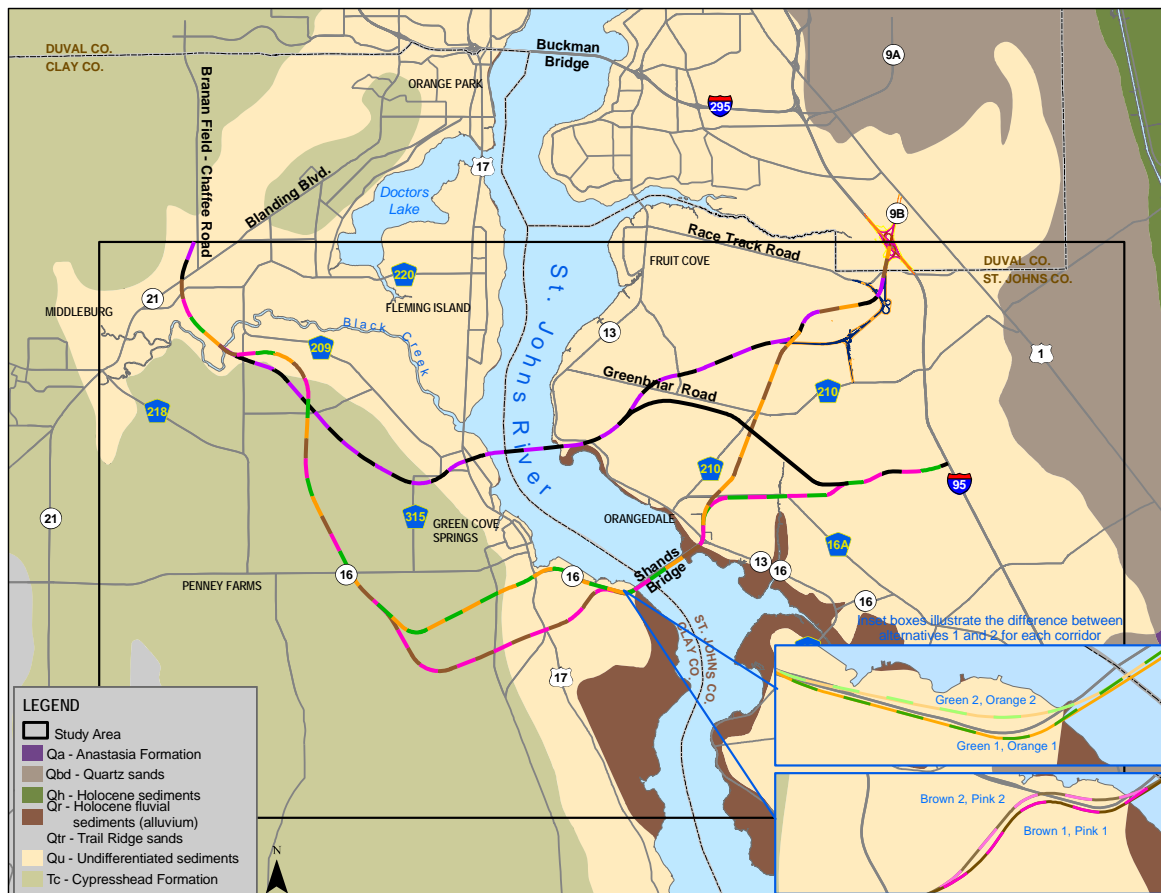 DUVAL CO.
CLAY CO.
Branan Field - Chaffee Road
ORANGE PARK
Buckman
Bridge
9A
295
Blanding Blvd.
17
Doctors
Lake
9B
Race Track Road
DUVAL CO.
ST. JOHNS CO.
FRUIT COVE
220
FLEMING ISLAND
21
MIDDLEBURG
Black Creek
209
13
1
St. Johns River
Greenbriar Road
210
218
210
95
21
315
GREEN COVE
SPRINGS
ORANGEDALE
16A
Shands
Bridge
13
16
PENNEY FARMS
16
16
16
ST. JOHNS CO.
CLAY CO.
17
Inset boxes illustrate the difference between
alternatives 1 and 2 for each corridor
Green 2, Orange 2
Green 1, Orange 1
Brown 2, Pink 2
Brown 1, Pink 1
LEGEND
Study Area
Qa - Anastasia Formation
Qbd - Quartz sands
Qh - Holocene sediments
Qr - Holocene fluvial
sediments (alluvium)
Qtr - Trail Ridge sands
Qu - Undifferentiated sediments
Tc - Cypresshead Formation
N